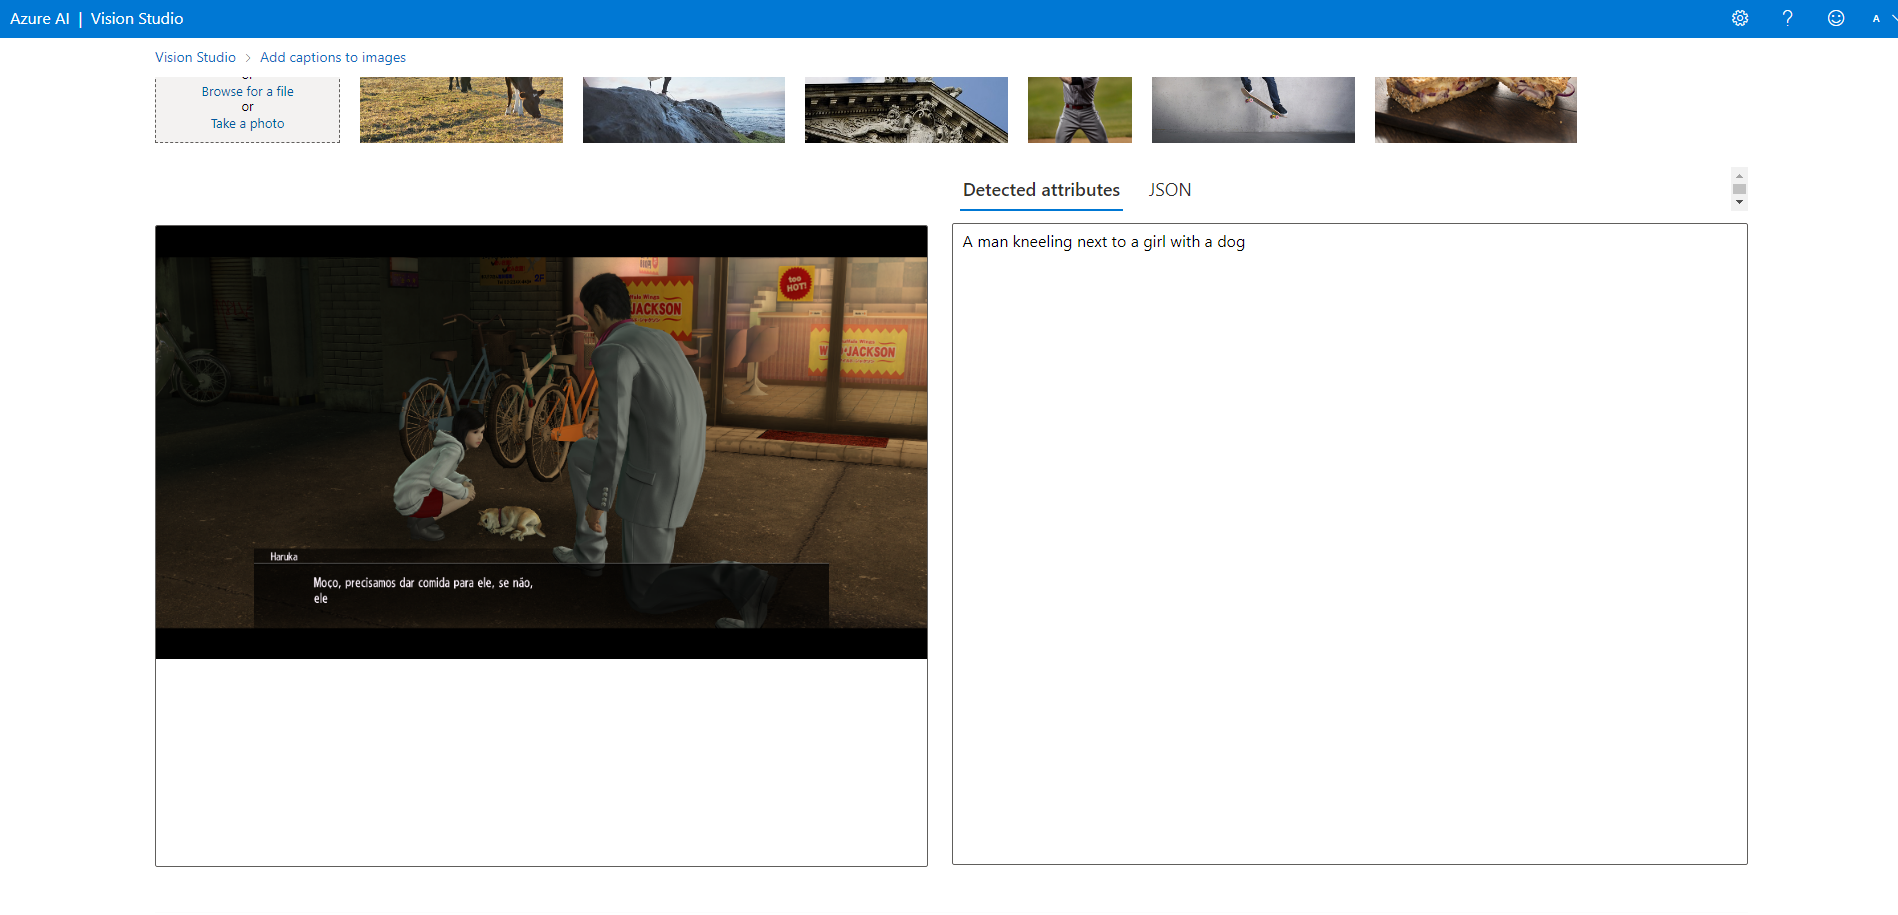 Azure AI | Vision Studio
A
Vision Studio > Add captions to images
or
Browse for a file
or
Take a photo
Detected attributes
JSON
A man kneeling next to a girl with a dog
too
HOT!
2F
JACKSON
JACKSON
Haruka
Moço, precisamos dar comida para ele, se não,
ele